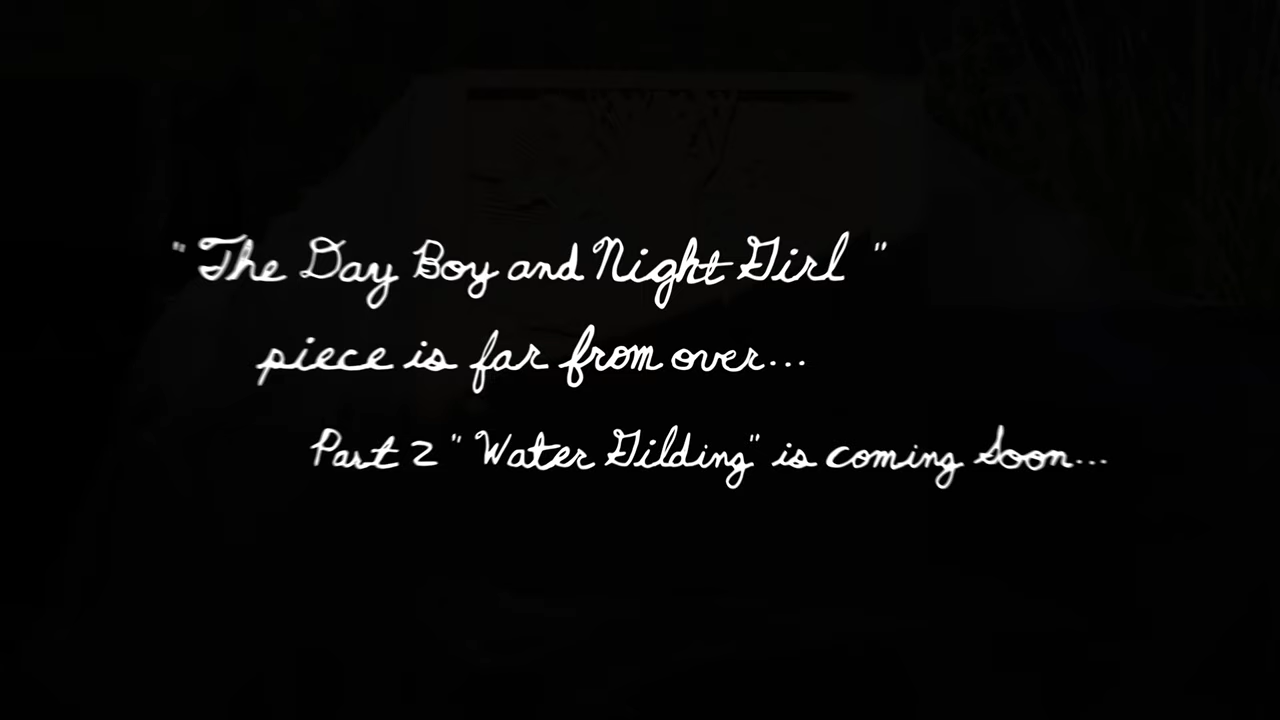 " The Day Boy and Night Girl "
piece is far from over...
Part 2 " Water Gilding" is coming Soon...